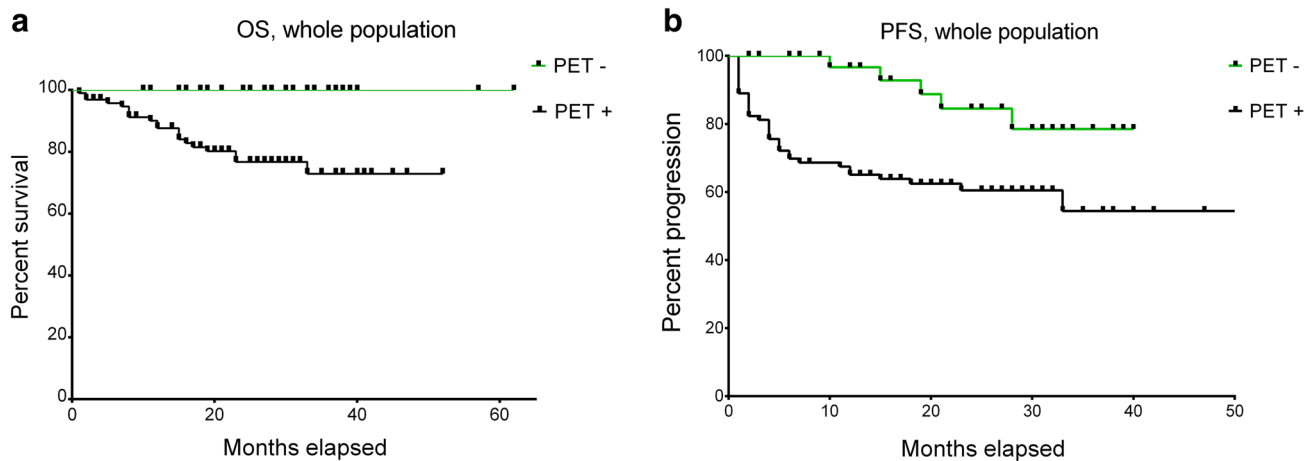 a
OS, whole population
PET -
PET +
Percent survival
100
80
60
40
20
0
0 20 40 60
Months elapsed
b
PFS, whole population
PET -
PET +
Percent progression
100
80
60
40
20
0
0 10 20 30 40 50
Months elapsed